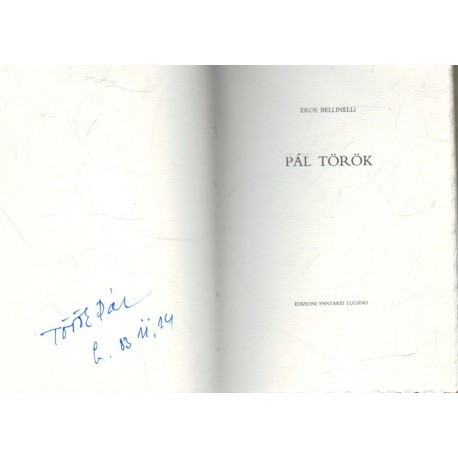 Török Pál
83 II. 14
EROS BELLINELLI
PÁL TÖRÖK
EDIZIONI PANTAREI LUGANO